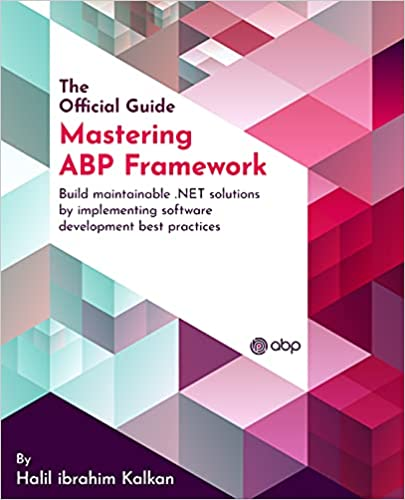 The
Official Guide
Mastering
ABP Framework
Build maintainable .NET solutions
by implementing software
development best practices
abp
By
Halil ibrahim Kalkan